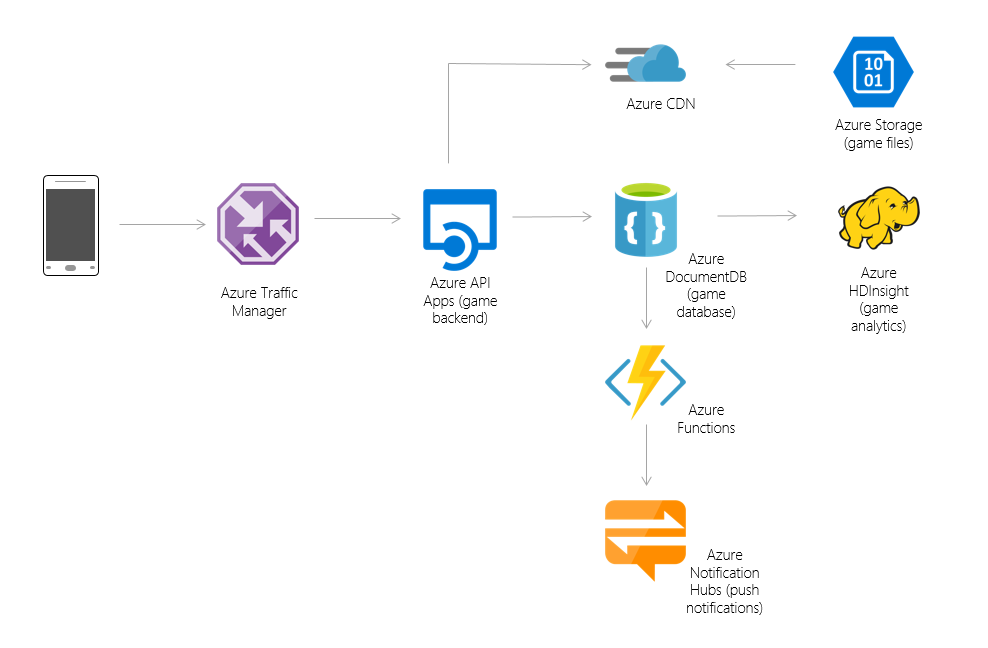 Azure CDN
10
01
Azure Storage
(game files)
Azure Traffic
Manager
Azure API
Apps (game
backend)
{ }
Azure
DocumentDB
(game
database)
Azure
HDInsight
(game
analytics)
Azure
Functions
Azure
Notification
Hubs (push
notifications)